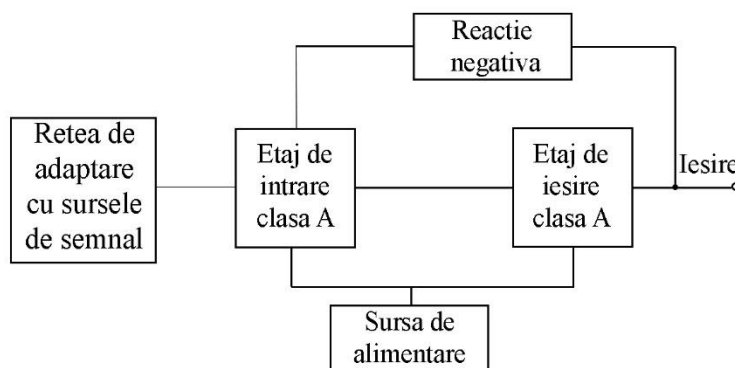 Reactie
negativa
Retea de
adaptare
cu sursele
de semnal
Etaj de
intrare
clasa A
Etaj de
iesire
clasa A
Iesire
Sursa de
alimentare